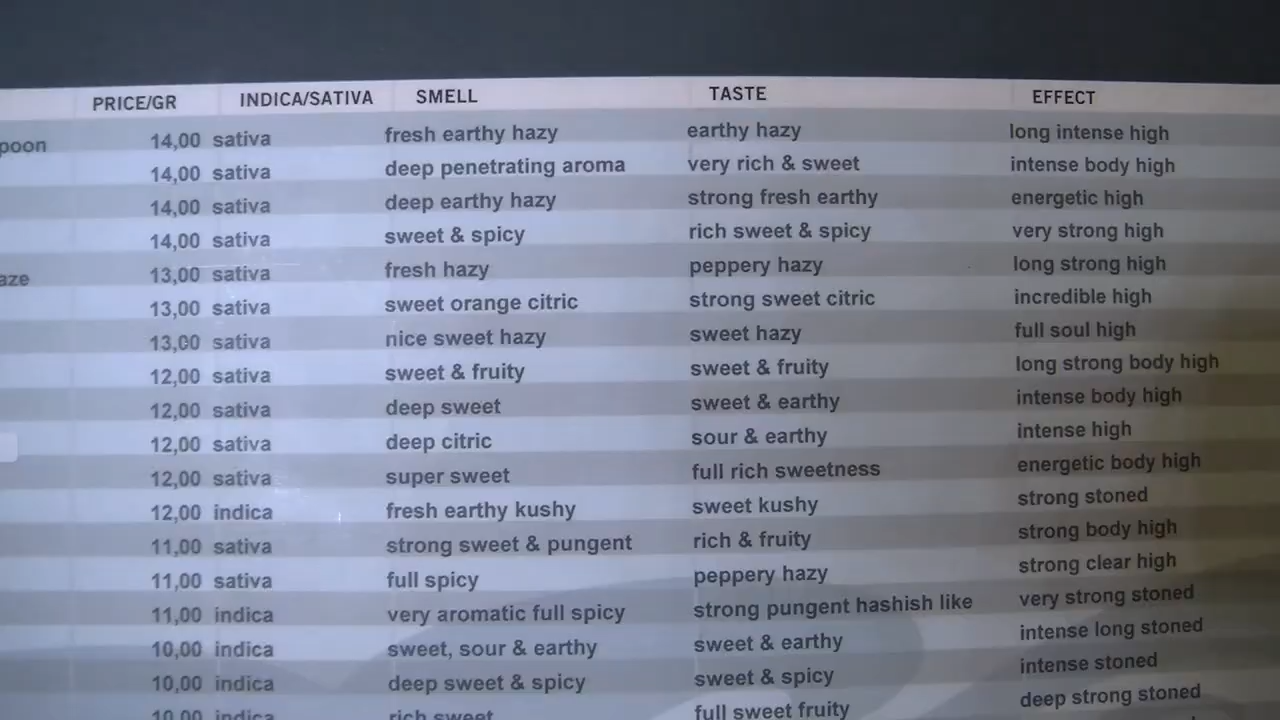 PRICE/GR INDICA/SATIVA SMELL TASTE EFFECT
poon 14,00 sativa fresh earthy hazy earthy hazy long intense high
14,00 sativa deep penetrating aroma very rich & sweet intense body high
14,00 sativa deep earthy hazy strong fresh earthy energetic high
14,00 sativa sweet & spicy rich sweet & spicy very strong high
aze 13,00 sativa fresh hazy peppery hazy long strong high
13,00 sativa sweet orange citric strong sweet citric incredible high
13,00 sativa nice sweet hazy sweet hazy full soul high
12,00 sativa sweet & fruity sweet & fruity long strong body high
12,00 sativa deep sweet sweet & earthy intense body high
12,00 sativa deep citric sour & earthy intense high
12,00 sativa super sweet full rich sweetness energetic body high
12,00 indica fresh earthy kushy sweet kushy strong stoned
11,00 sativa strong sweet & pungent rich & fruity strong body high
11,00 sativa full spicy peppery hazy strong clear high
11,00 indica very aromatic full spicy strong pungent hashish like very strong stoned
10,00 indica sweet, sour & earthy sweet & earthy intense long stoned
10,00 indica deep sweet & spicy sweet & spicy intense stoned
10,00 indica rich sweet full sweet fruity deep strong stoned